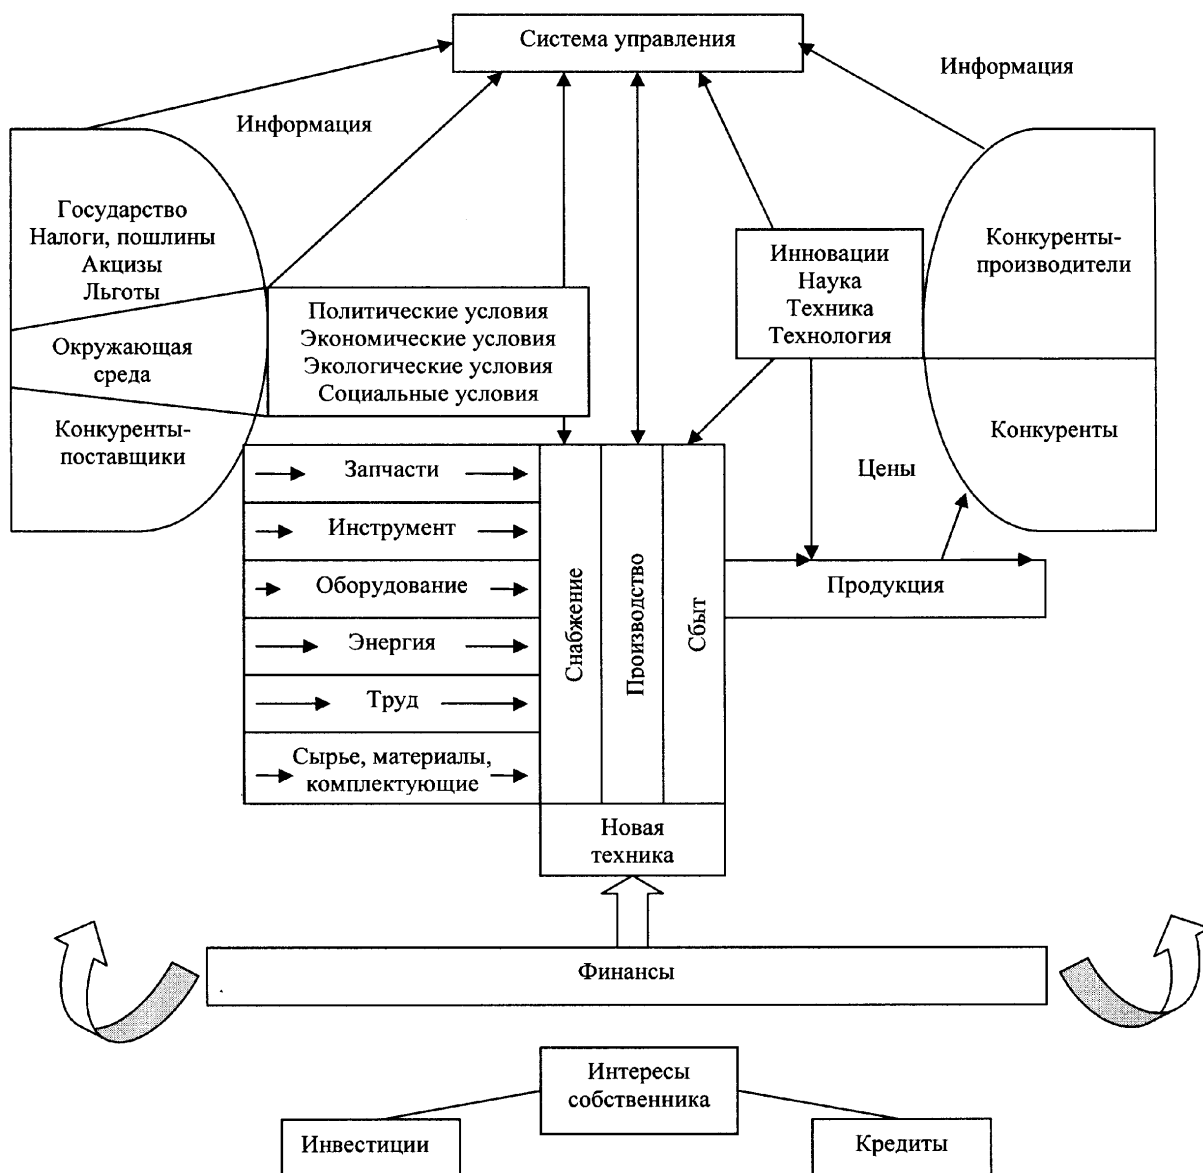 Система управления
Информация
Информация
Государство
Налоги, пошлины
Акцизы
Льготы
Окружающая
среда
Конкуренты-
поставщики
Политические условия
Экономические условия
Экологические условия
Социальные условия
Инновации
Наука
Техника
Технология
Конкуренты-
производители
Конкуренты
Цены
Запчасти
Инструмент
Оборудование
Энергия
Труд
Сырье, материалы,
комплектующие
Снабжение
Производство
Сбыт
Продукция
Новая
техника
Финансы
Интересы
собственника
Инвестиции
Кредиты